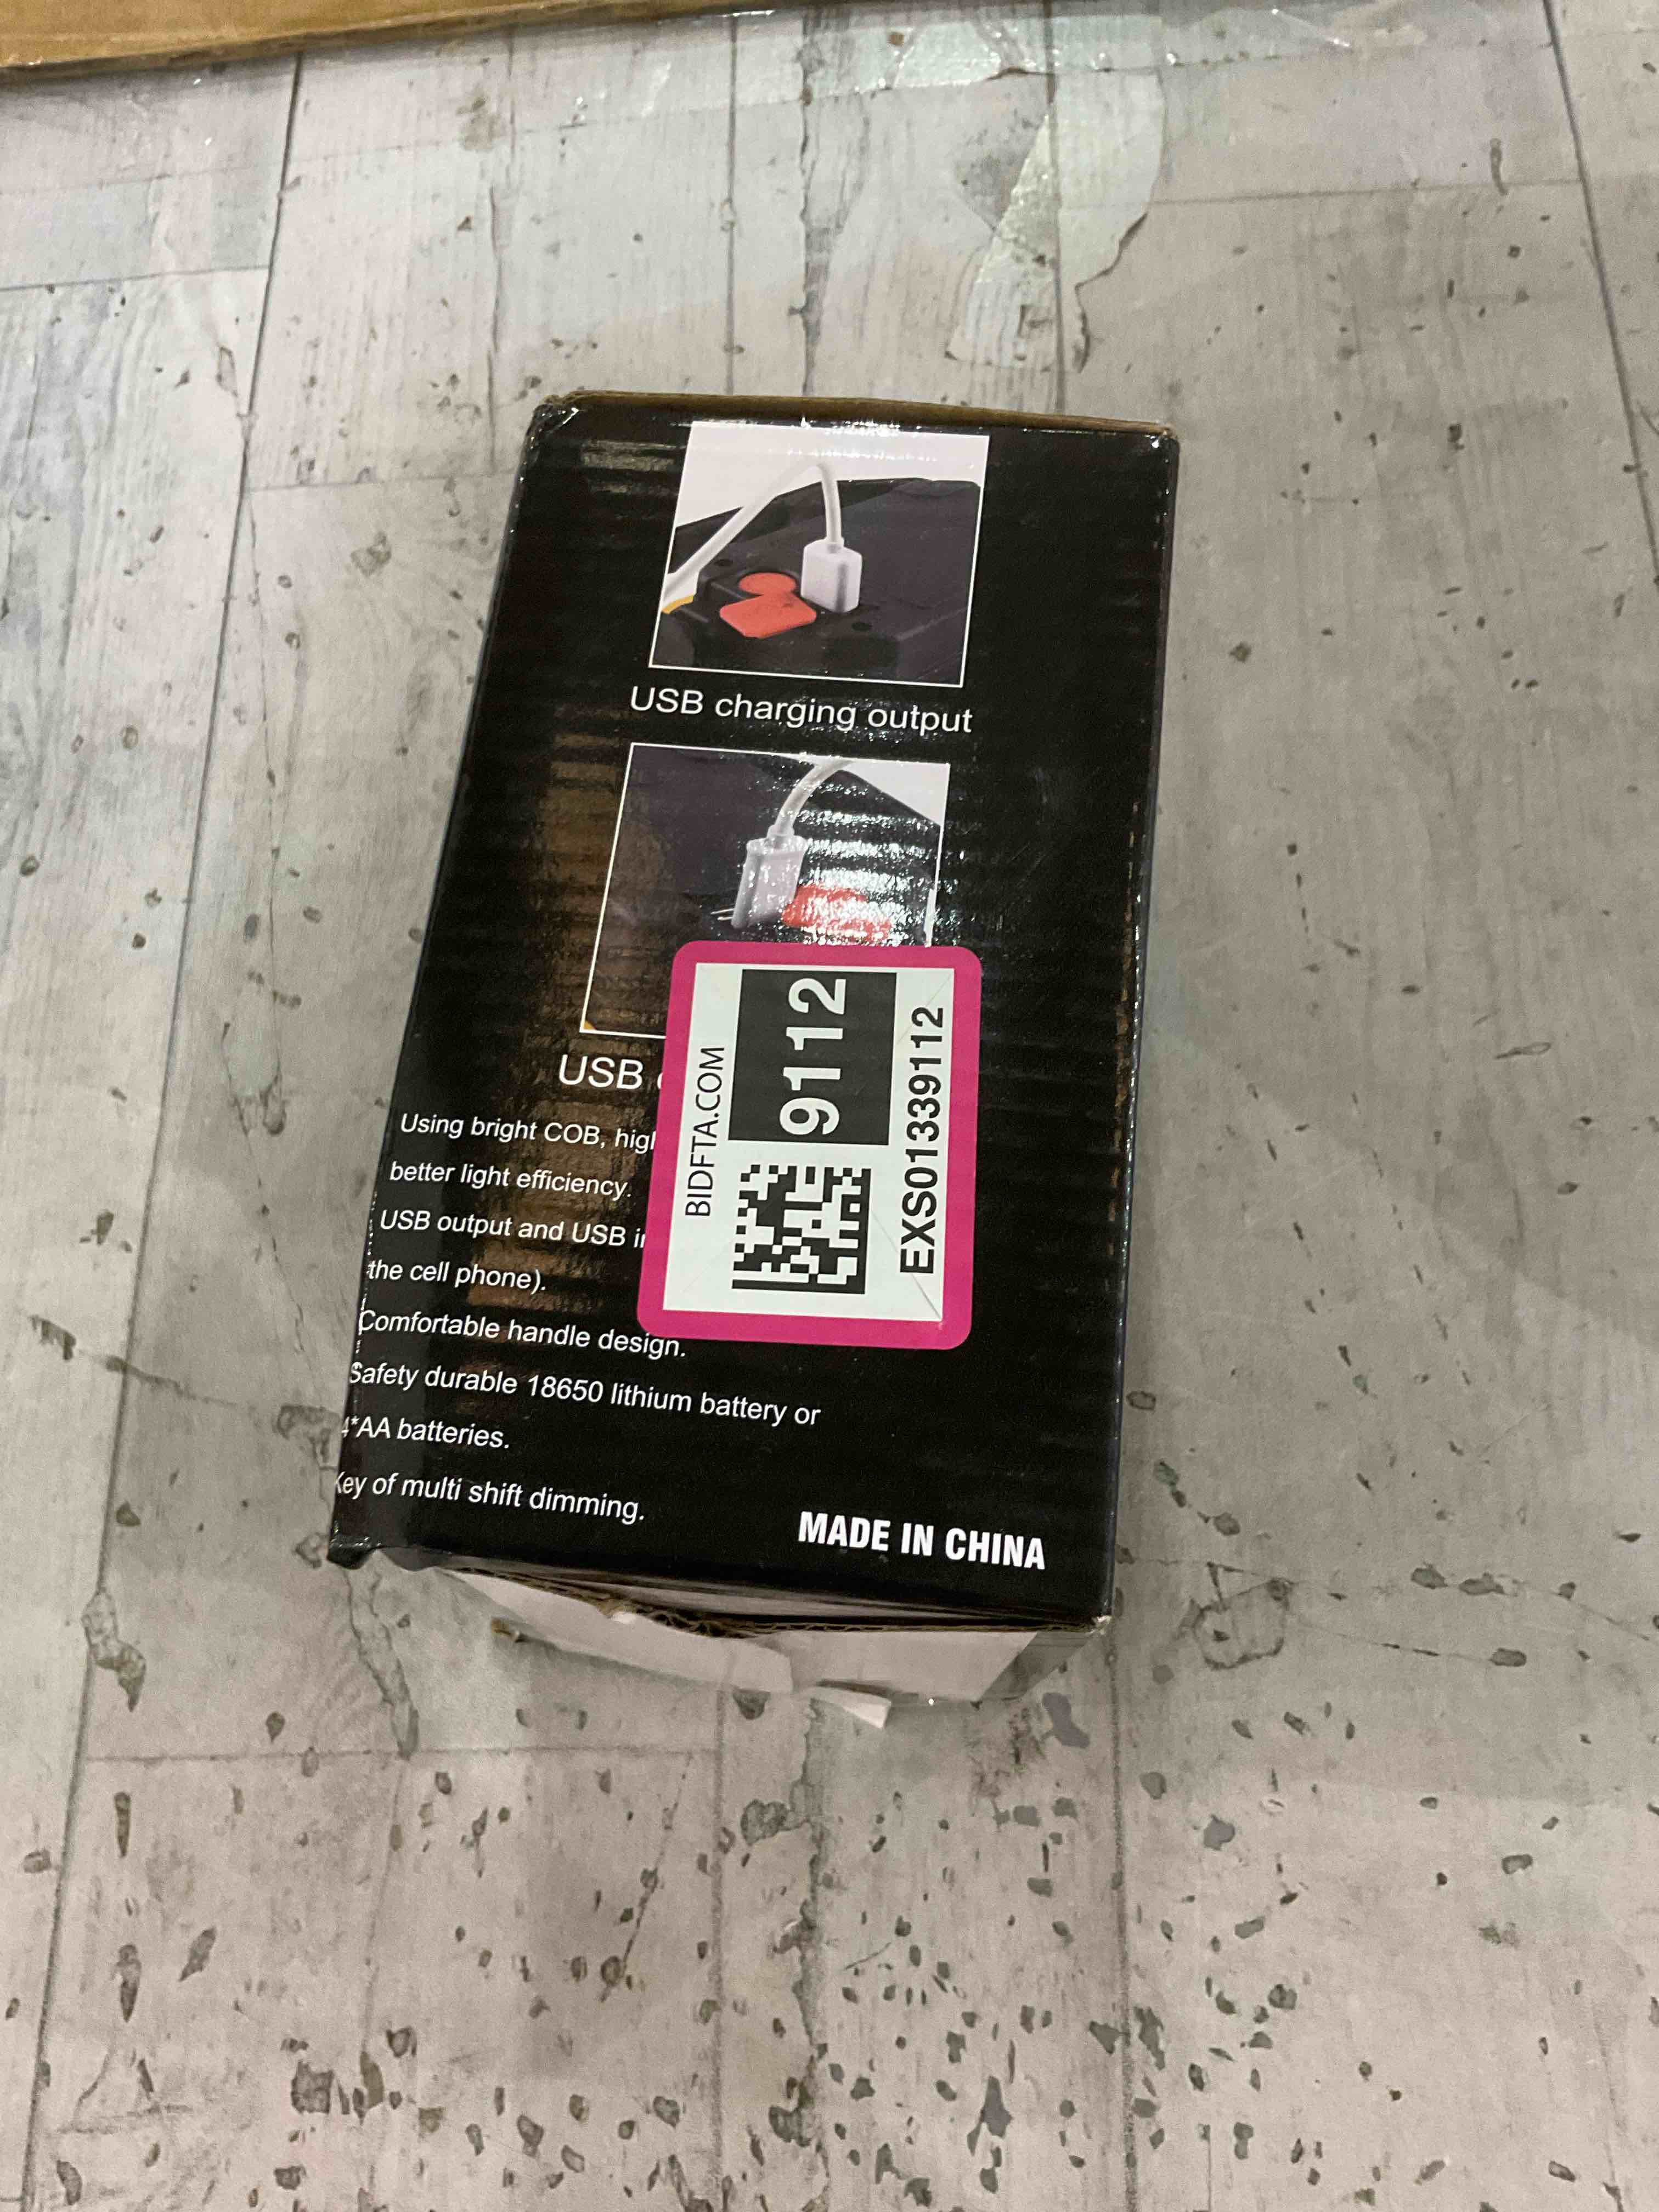 USB charging output
USB
Using bright COB,
better light efficiency.
USB output and USB
the cell phone).
Comfortable handle design.
Safety durable 18650 lithium battery or
4*AA batteries.
Key of multi shift dimming.
MADE IN CHINA
BIDFTA.COM
9112
EXS01339112